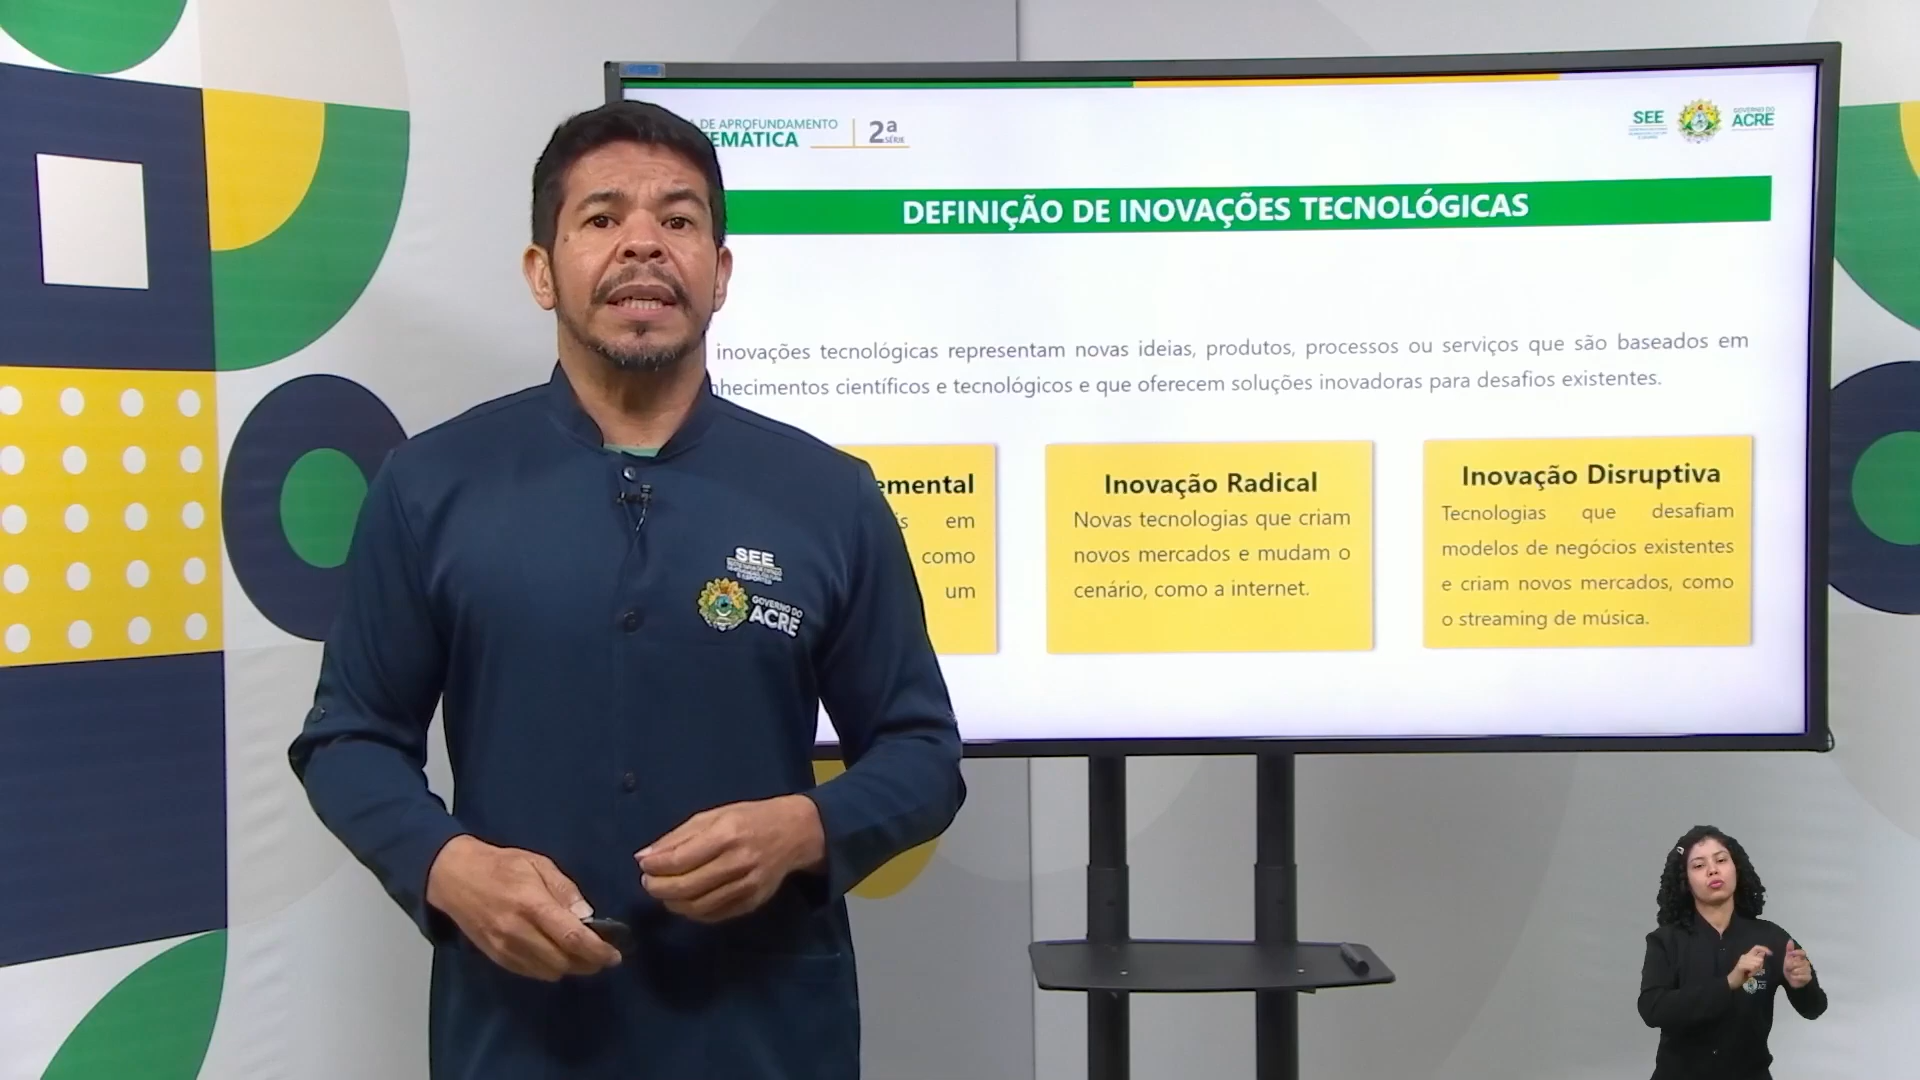 DE APROFUNDAMENTO
EMÁTICA
2ª
SÉRIE
SEE
GOVERNO DO
ACRE
DEFINIÇÃO DE INOVAÇÕES TECNOLÓGICAS
inovações tecnológicas representam novas ideias, produtos, processos ou serviços que são baseados em
nhecimentos científicos e tecnológicos e que oferecem soluções inovadoras para desafios existentes.
emental
is em
como
um
Inovação Radical
Novas tecnologias que criam
novos mercados e mudam o
cenário, como a internet.
Inovação Disruptiva
Tecnologias que desafiam
modelos de negócios existentes
e criam novos mercados, como
o streaming de música.
SEE
GOVERNO DO
ACRE